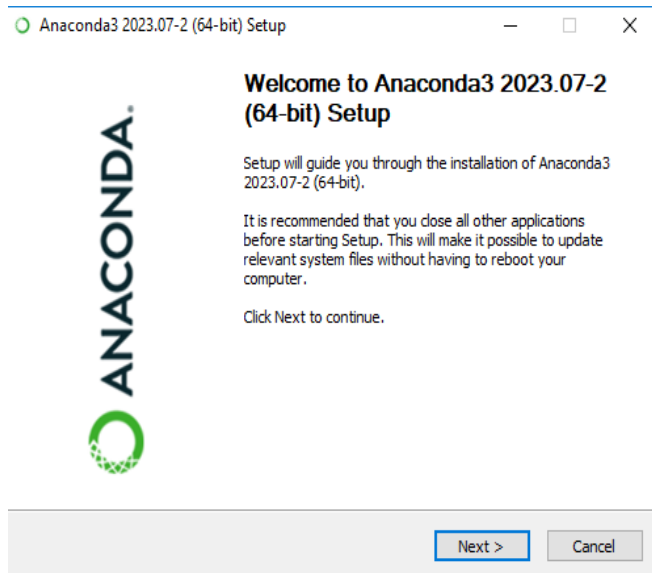 Anaconda3 2023.07-2 (64-bit) Setup
ANACONDA.
Welcome to Anaconda3 2023.07-2
(64-bit) Setup
Setup will guide you through the installation of Anaconda3
2023.07-2 (64-bit).
It is recommended that you close all other applications
before starting Setup. This will make it possible to update
relevant system files without having to reboot your
computer.
Click Next to continue.
Next >
Cancel